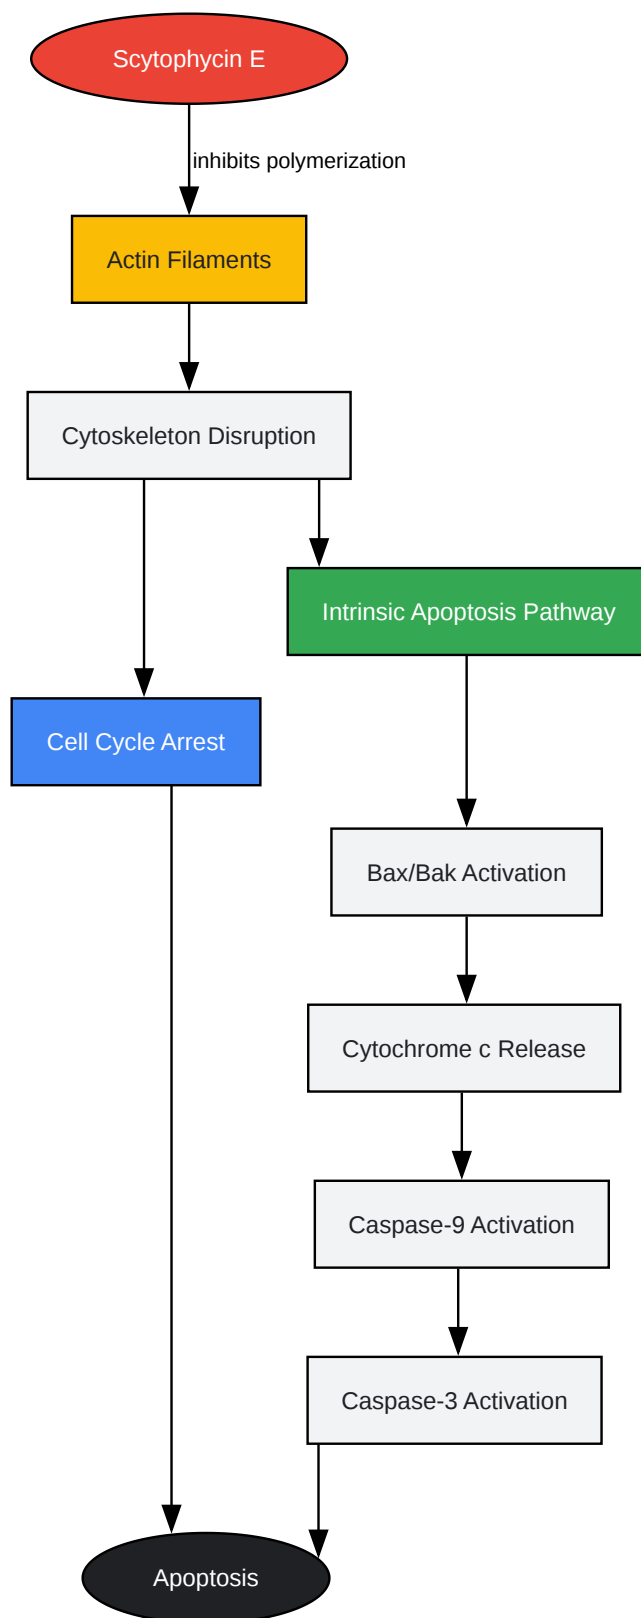 Scytophycin E
inhibits polymerization
Actin Filaments
Cytoskeleton Disruption
Intrinsic Apoptosis Pathway
Cell Cycle Arrest
Bax/Bak Activation
Cytochrome c Release
Caspase-9 Activation
Caspase-3 Activation
Apoptosis